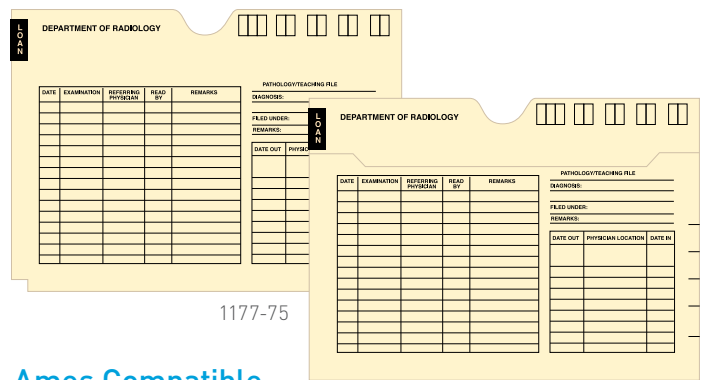 LOAN
DEPARTMENT OF RADIOLOGY
PATHOLOGY/TEACHING FILE
DIAGNOSIS:
FILED UNDER:
REMARKS:
DATE EXAMINATION REFERRING PHYSICIAN READ BY REMARKS
DATE OUT
1177-75
LOAN
DEPARTMENT OF RADIOLOGY
PATHOLOGY/TEACHING FILE
DIAGNOSIS:
FILED UNDER:
REMARKS:
DATE EXAMINATION REFERRING PHYSICIAN READ BY REMARKS
DATE OUT PHYSICIAN LOCATION DATE IN
Ames Compatible